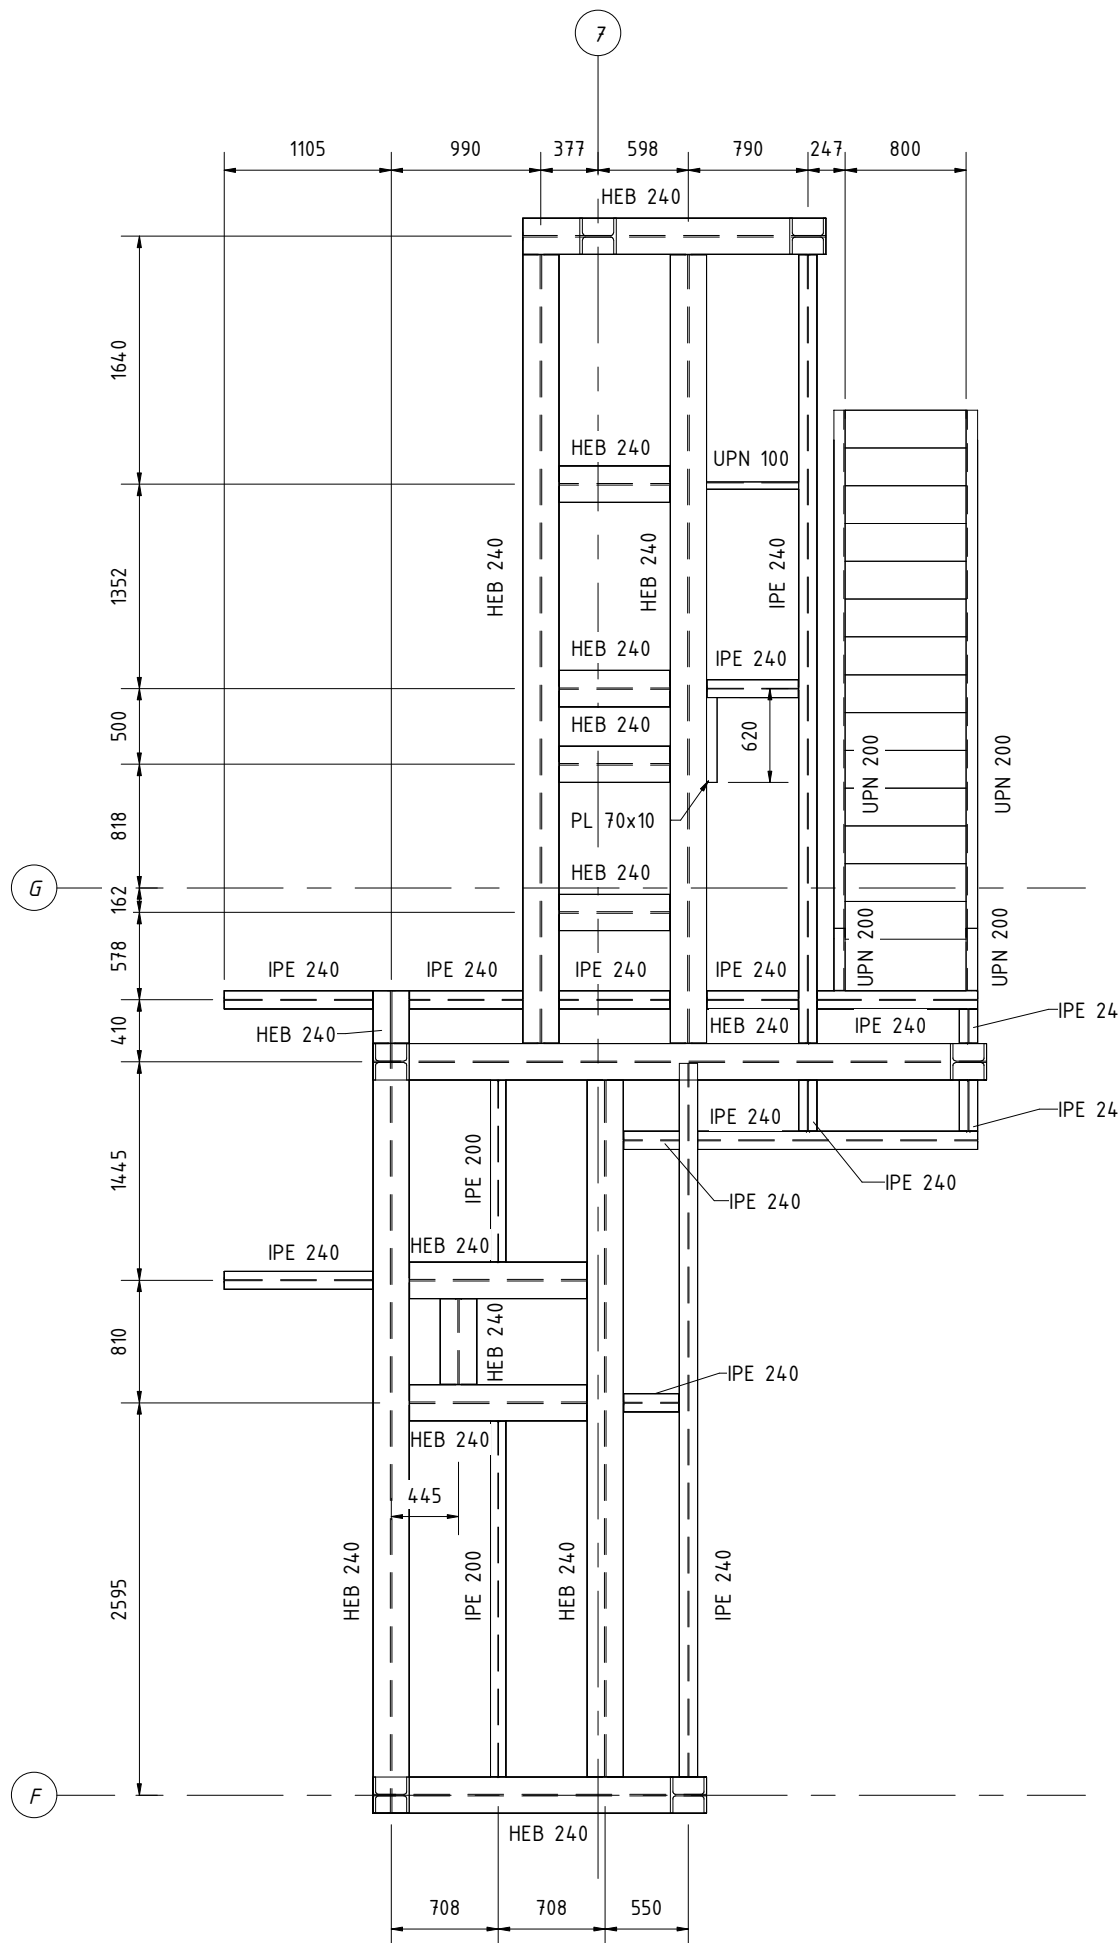 7
1105 990 377 598 790 247 800
HEB 240
1640
HEB 240
UPN 100
HEB 240
HEB 240
IPE 240
1352
HEB 240
IPE 240
500
HEB 240
620
UPN 200
UPN 200
818
PL 70x10
HEB 240
G
162
578
UPN 200
UPN 200
IPE 240 IPE 240 IPE 240 IPE 240
410
HEB 240
HEB 240 IPE 240
IPE 24
IPE 24
IPE 240
1445
IPE 200
IPE 240
IPE 240
IPE 240
HEB 240
810
HEB 240
IPE 240
HEB 240
445
2595
HEB 240
IPE 200
HEB 240
IPE 240
F
HEB 240
708 708 550